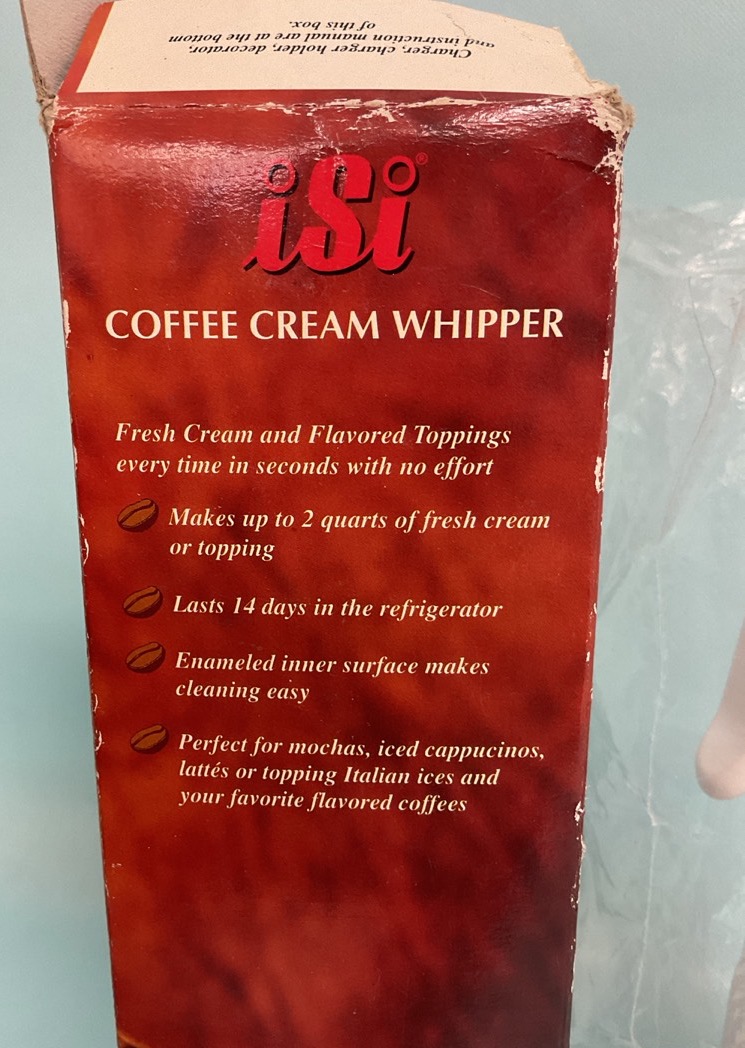 Charger, charger holder, decorator,
and instruction manual are at the bottom
of this box.
iSi®
COFFEE CREAM WHIPPER
Fresh Cream and Flavored Toppings
every time in seconds with no effort
Makes up to 2 quarts of fresh cream
or topping
Lasts 14 days in the refrigerator
Enameled inner surface makes
cleaning easy
Perfect for mochas, iced cappucinos,
lattés or topping Italian ices and
your favorite flavored coffees